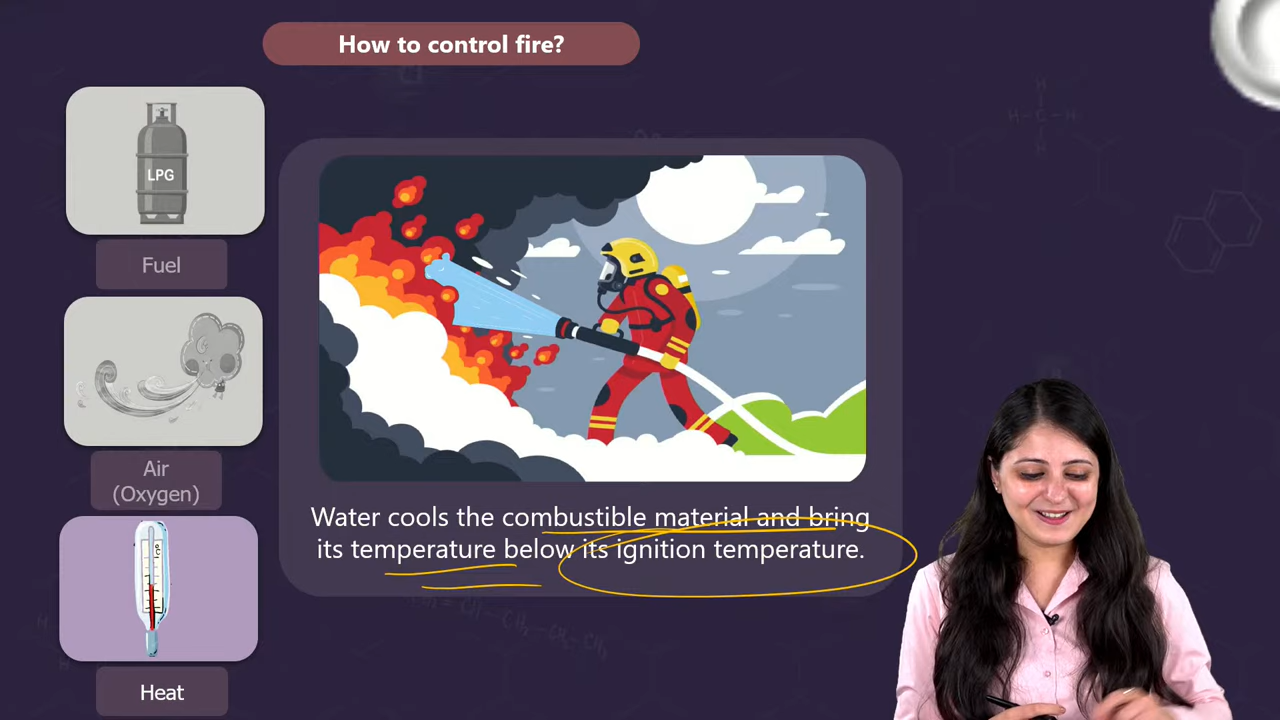 How to control fire?
LPG
Fuel
Air
(Oxygen)
Heat
Water cools the combustible material and bring
its temperature below its ignition temperature.